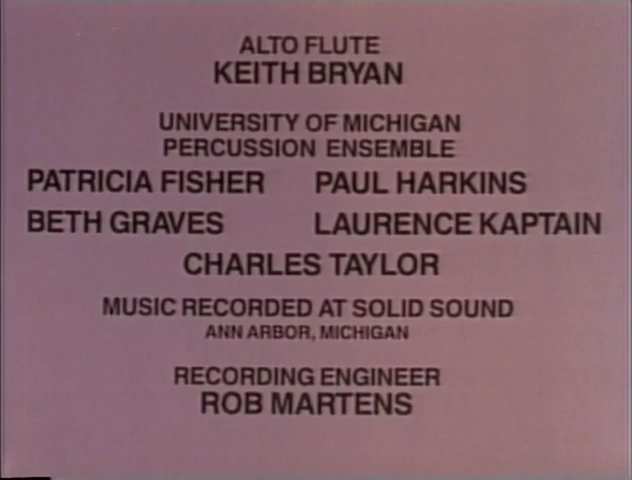 ALTO FLUTE
KEITH BRYAN
UNIVERSITY OF MICHIGAN
PERCUSSION ENSEMBLE
PATRICIA FISHER PAUL HARKINS
BETH GRAVES LAURENCE KAPTAIN
CHARLES TAYLOR
MUSIC RECORDED AT SOLID SOUND
ANN ARBOR, MICHIGAN
RECORDING ENGINEER
ROB MARTENS